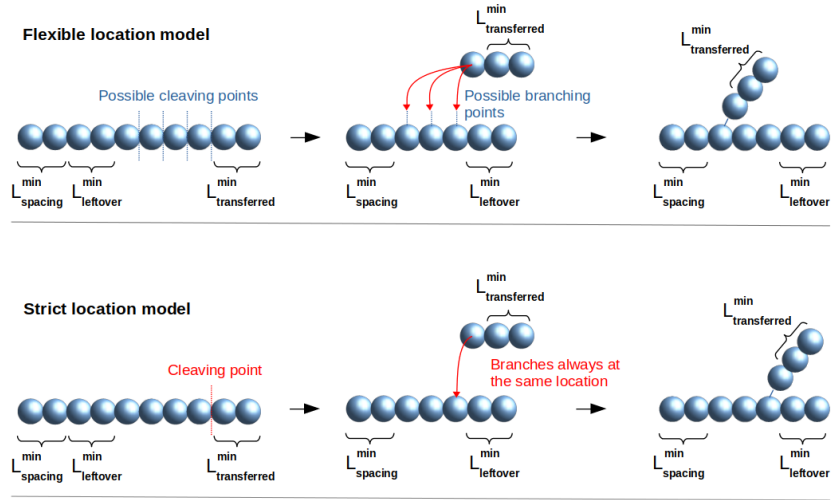 Flexible location model
L min transferred
Possible cleaving points
Possible branching
points
L min transferred
L min spacing
L min leftover
L min transferred
L min spacing
L min leftover
L min spacing
L min leftover
Strict location model
L min transferred
L min transferred
Cleaving point
Branches always at
the same location
L min spacing
L min leftover
L min transferred
L min spacing
L min leftover
L min spacing
L min leftover